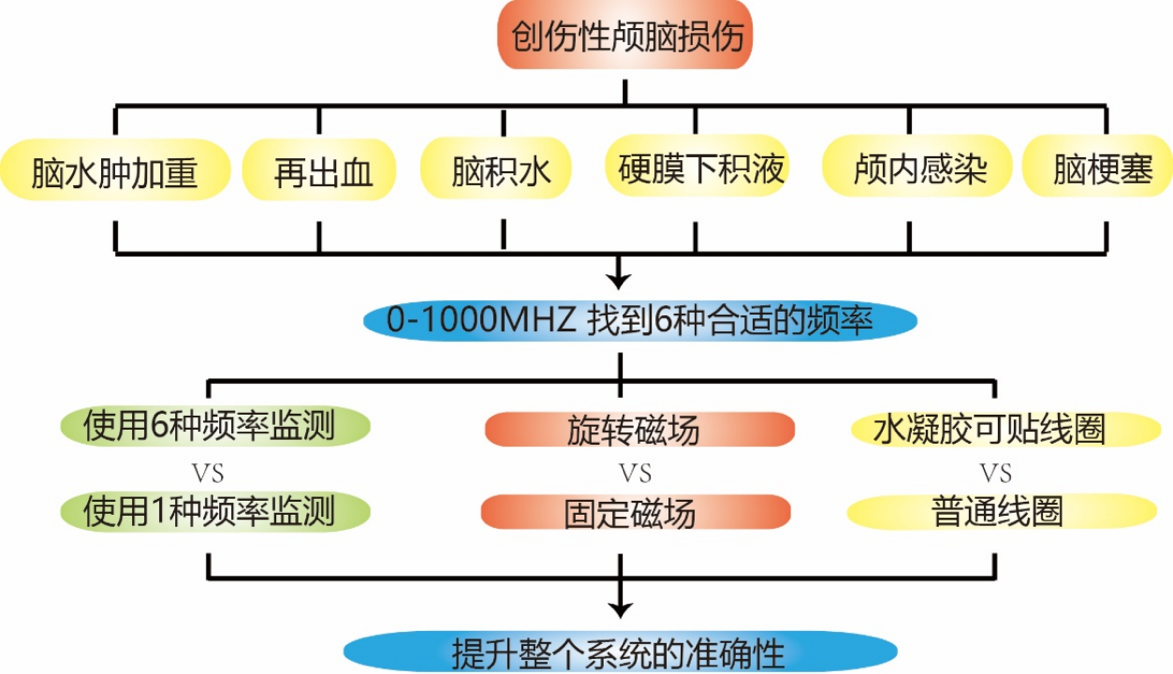 创伤性颅脑损伤
脑水肿加重
再出血
脑积水
硬膜下积液
颅内感染
脑梗塞
0-1000MHZ 找到6种合适的频率
使用6种频率监测
旋转磁场
水凝胶可贴线圈
VS
VS
VS
使用1种频率监测
固定磁场
普通线圈
提升整个系统的准确性